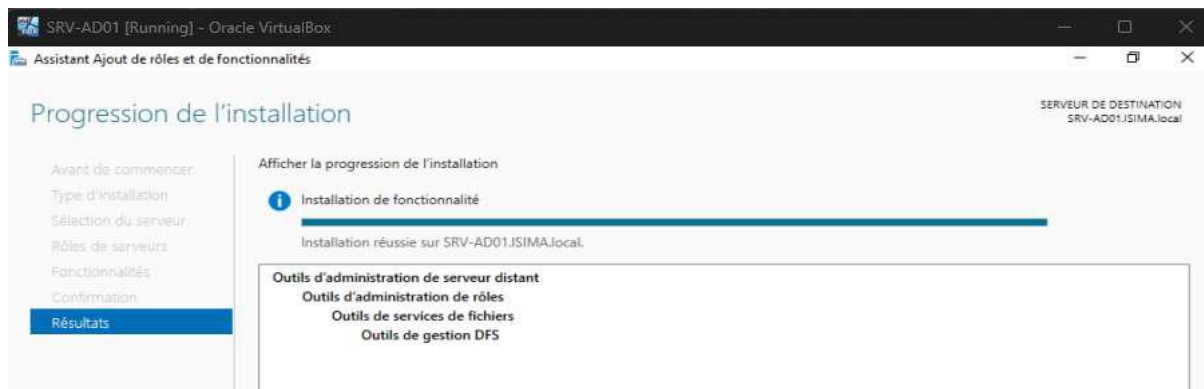 SRV-AD01 [Running] - Oracle VirtualBox
Assistant Ajout de rôles et de fonctionnalités
Progression de l'installation
SERVEUR DE DESTINATION
SRV-AD01.ISIMA.local
Avant de commencer
Type d'installation
Sélection du serveur
Rôles de serveurs
Fonctionnalités
Confirmation
Résultats
Afficher la progression de l'installation
Installation de fonctionnalité
Installation réussie sur SRV-AD01.ISIMA.local.
Outils d'administration de serveur distant
Outils d'administration de rôles
Outils de services de fichiers
Outils de gestion DFS